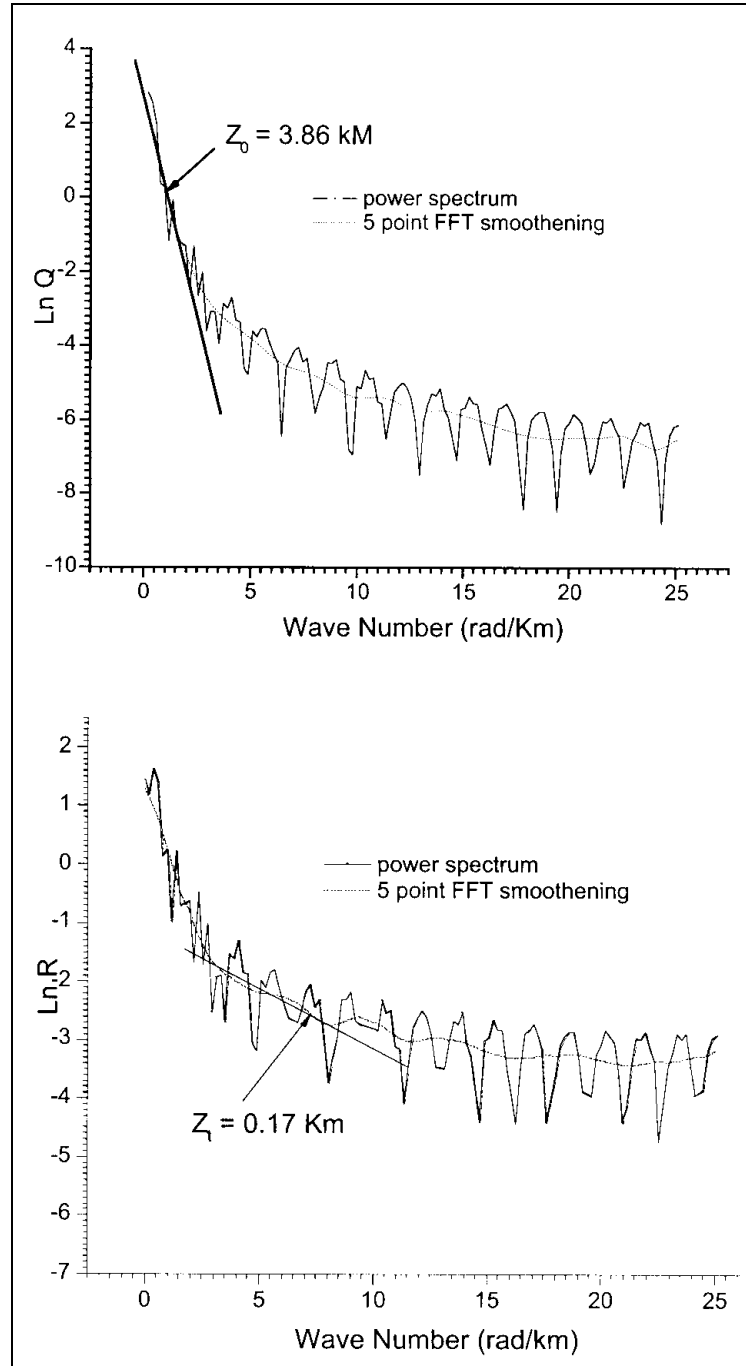 4
2
Z₀ = 3.86 kM
0
power spectrum
5 point FFT smoothening
-2
Ln Q
-4
-6
-8
-10
0 5 10 15 20 25
Wave Number (rad/Km)
2
1
0
power spectrum
5 point FFT smoothening
-1
-2
Ln R
-3
-4
Zₜ = 0.17 Km
-5
-6
-7
0 5 10 15 20 25
Wave Number (rad/km)